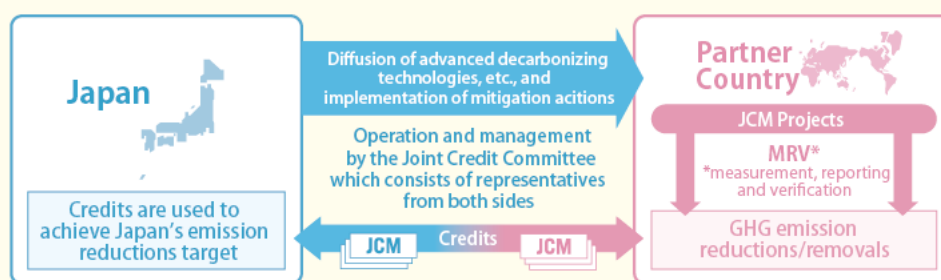 Japan
Credits are used to
achieve Japan's emission
reductions target
Diffusion of advanced decarbonizing
technologies, etc., and
implementation of mitigation acitions
Operation and management
by the Joint Credit Committee
which consists of representatives
from both sides
JCM
Credits
JCM
Partner
Country
JCM Projects
MRV*
*measurement, reporting
and verification
GHG emission
reductions/removals